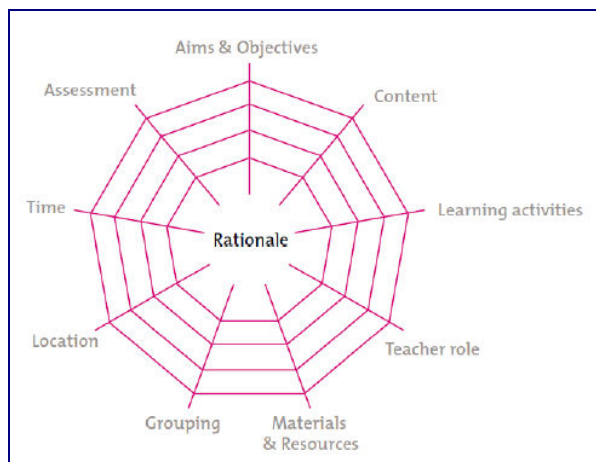 Aims & Objectives
Assessment
Content
Time
Learning activities
Rationale
Location
Teacher role
Grouping
Materials
& Resources